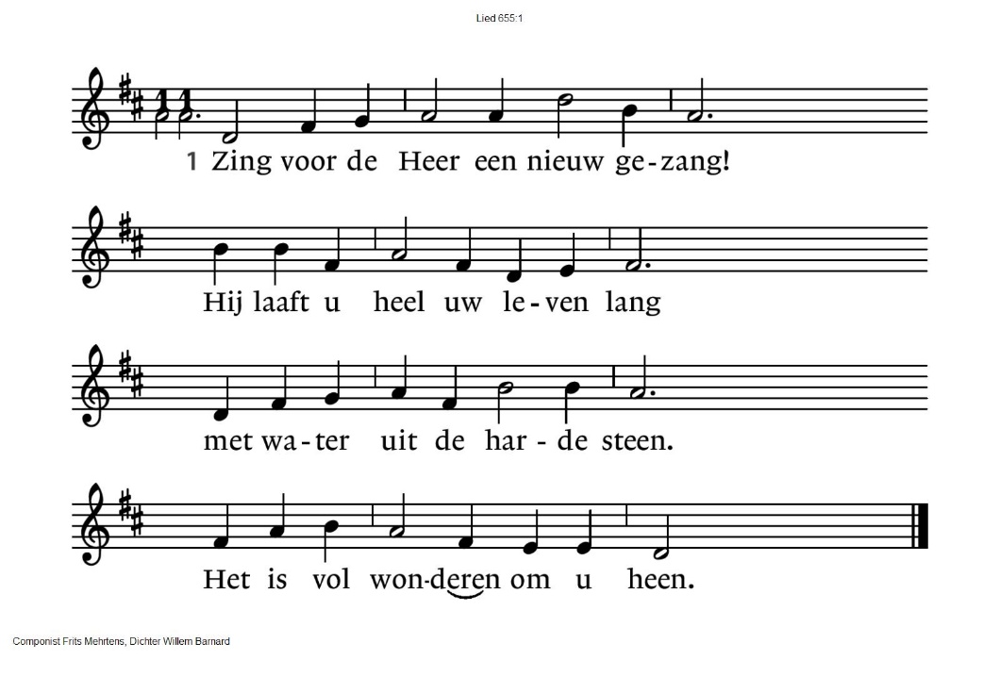 Lied 655:1
1 1
1 Zing voor de Heer een nieuw ge-zang!
Hij laaft u heel uw le-ven lang
met wa-ter uit de har-de steen.
Het is vol won-deren om u heen.
Componist Frits Mehrtens, Dichter Willem Barnard